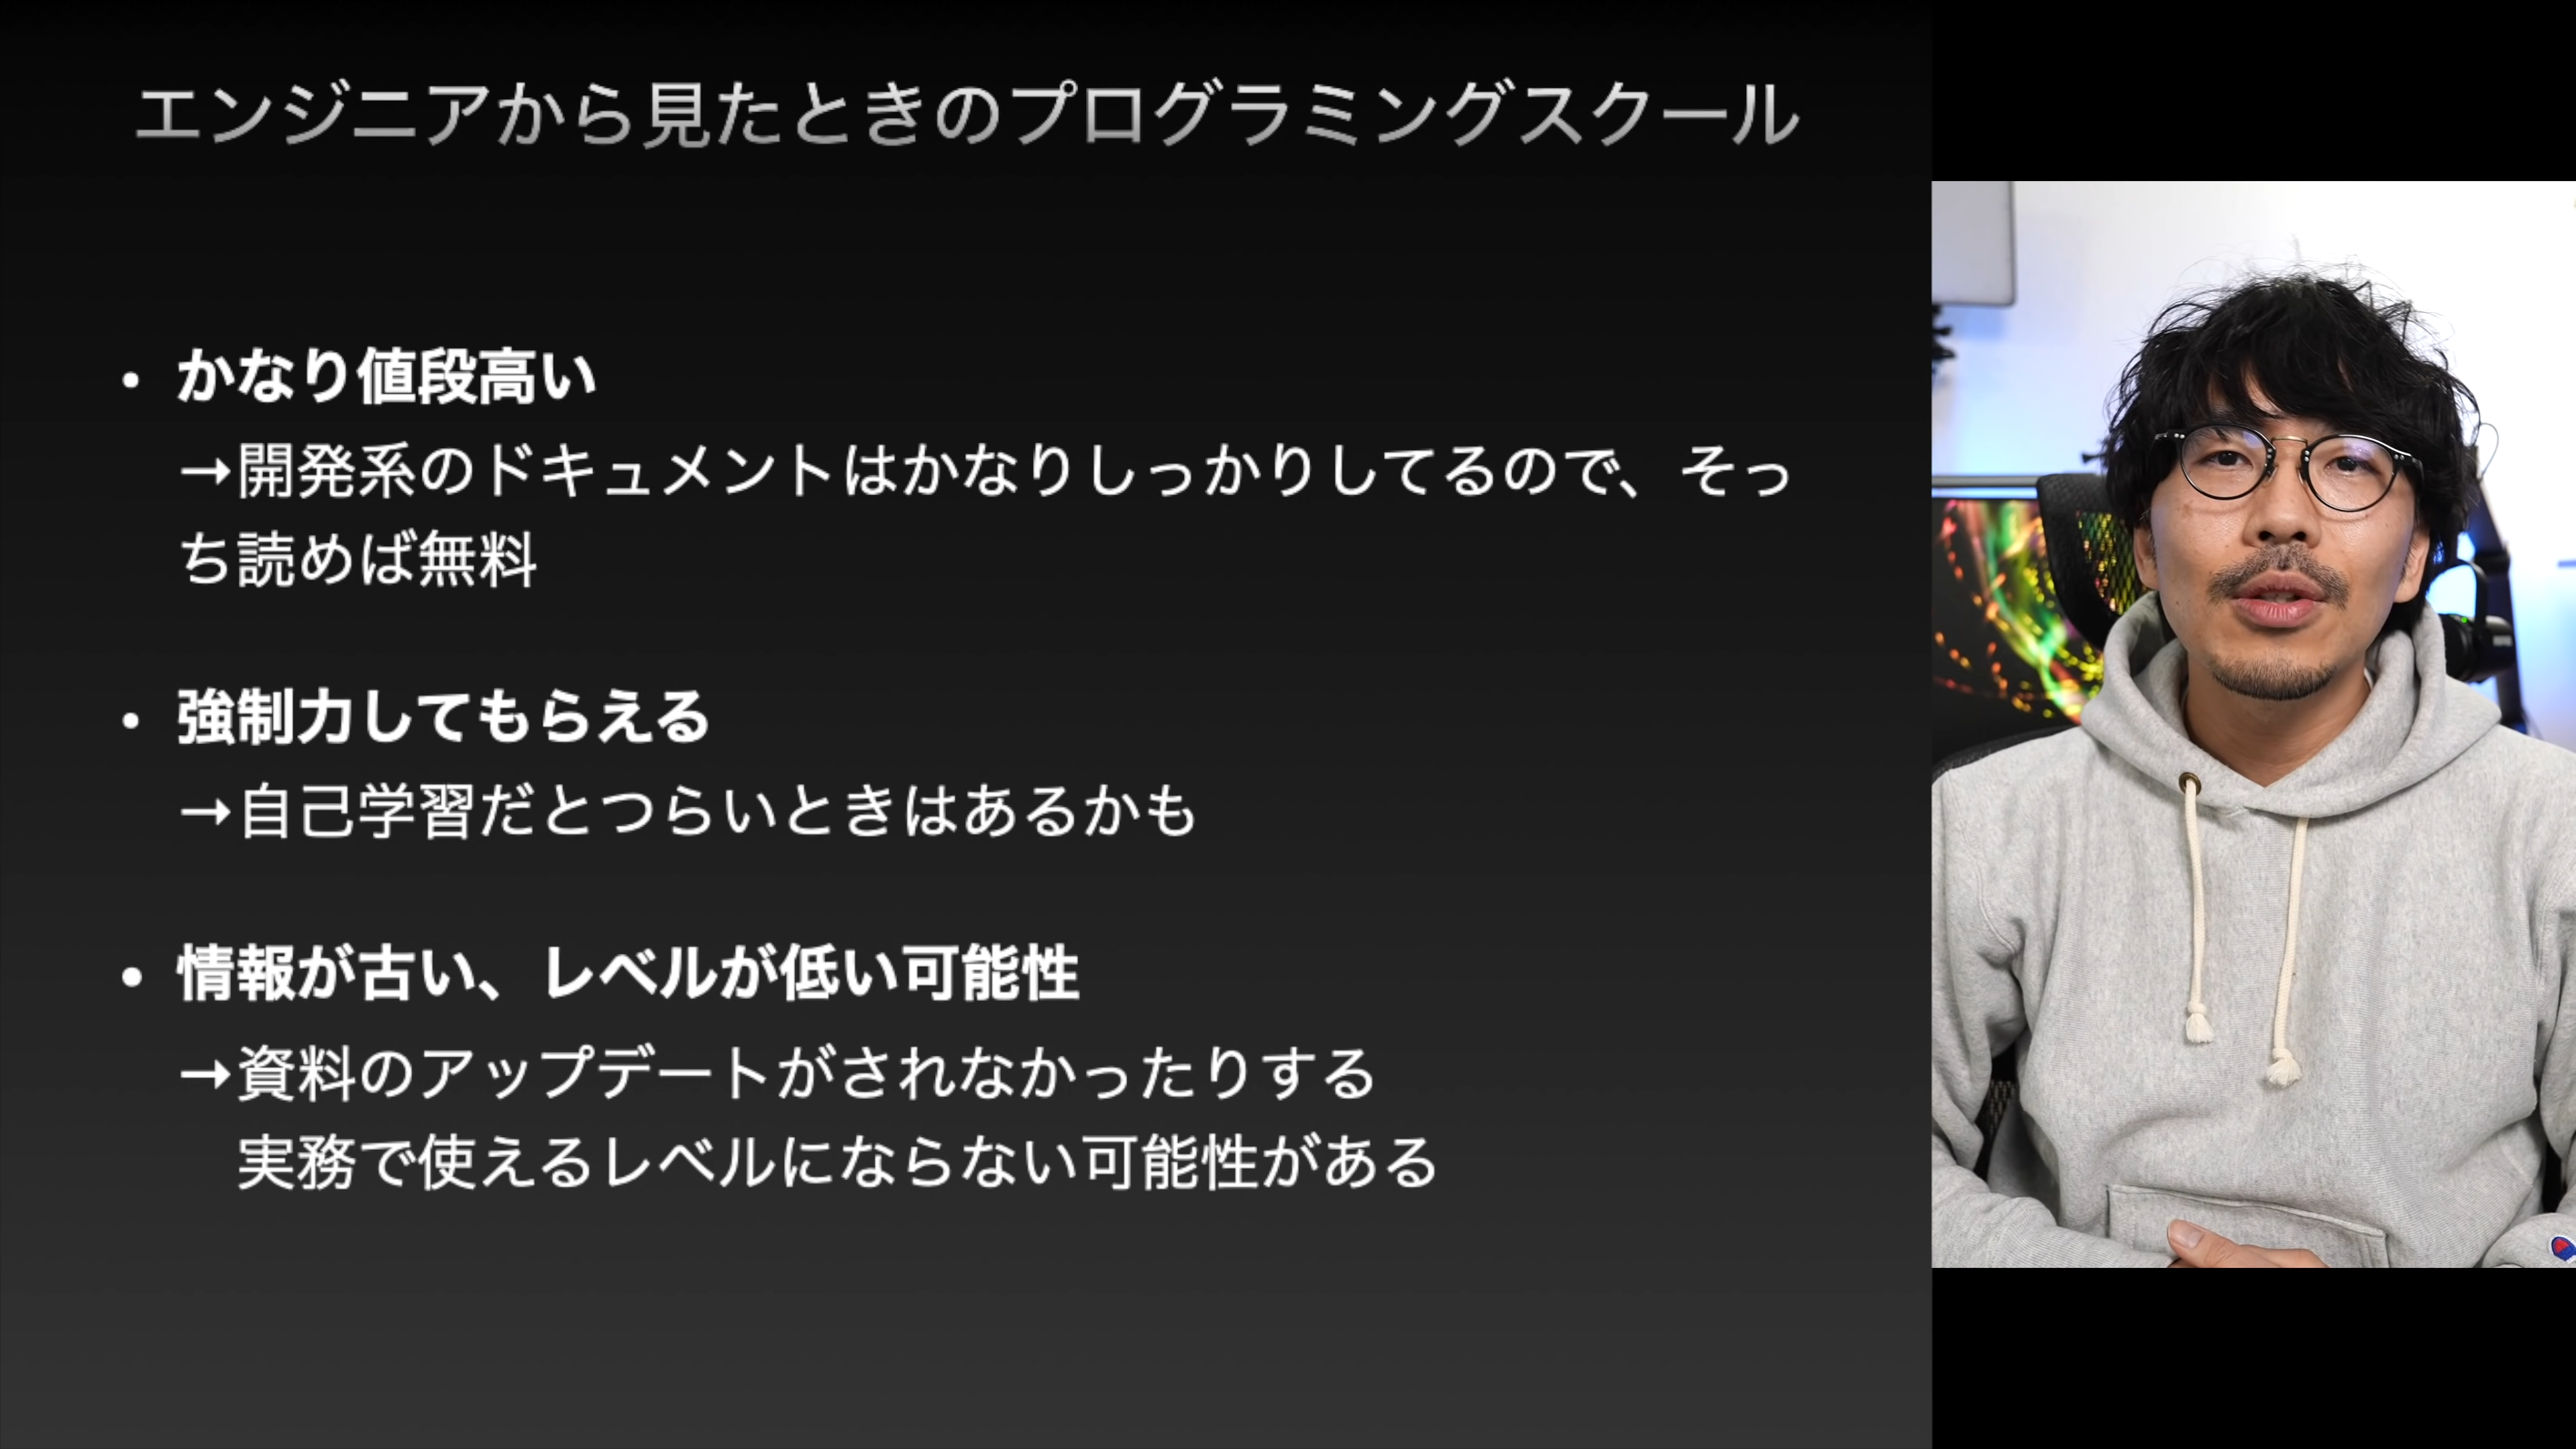 エンジニアから見たときのプログラミングスクール
• かなり値段高い
→開発系のドキュメントはかなりしっかりしてるので、そっ
ち読めば無料
• 強制力してもらえる
→自己学習だとつらいときはあるかも
• 情報が古い、レベルが低い可能性
→資料のアップデートがされなかったりする
実務で使えるレベルにならない可能性がある